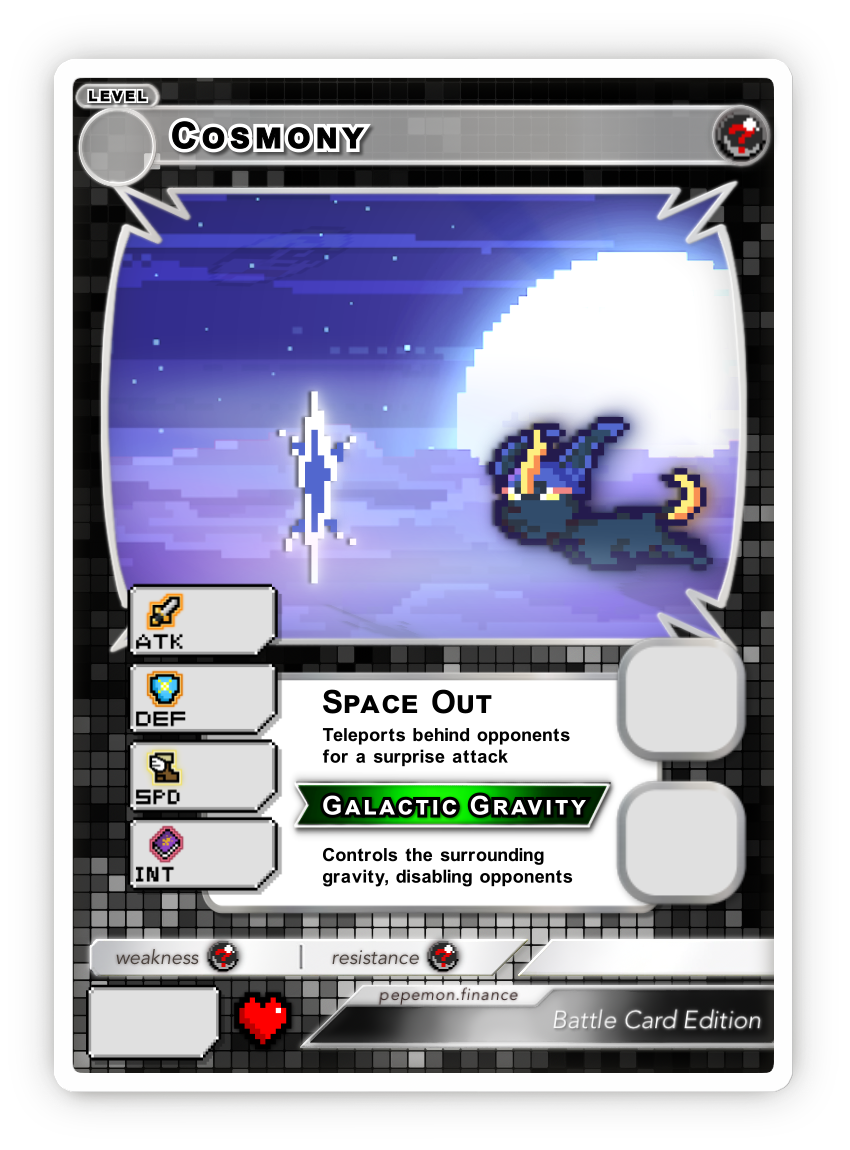 LEVEL
COSMONY
ATK
DEF
SPD
INT
SPACE OUT
Teleports behind opponents
for a surprise attack
GALACTIC GRAVITY
Controls the surrounding
gravity, disabling opponents
weakness | resistance
pepemon.finance
Battle Card Edition